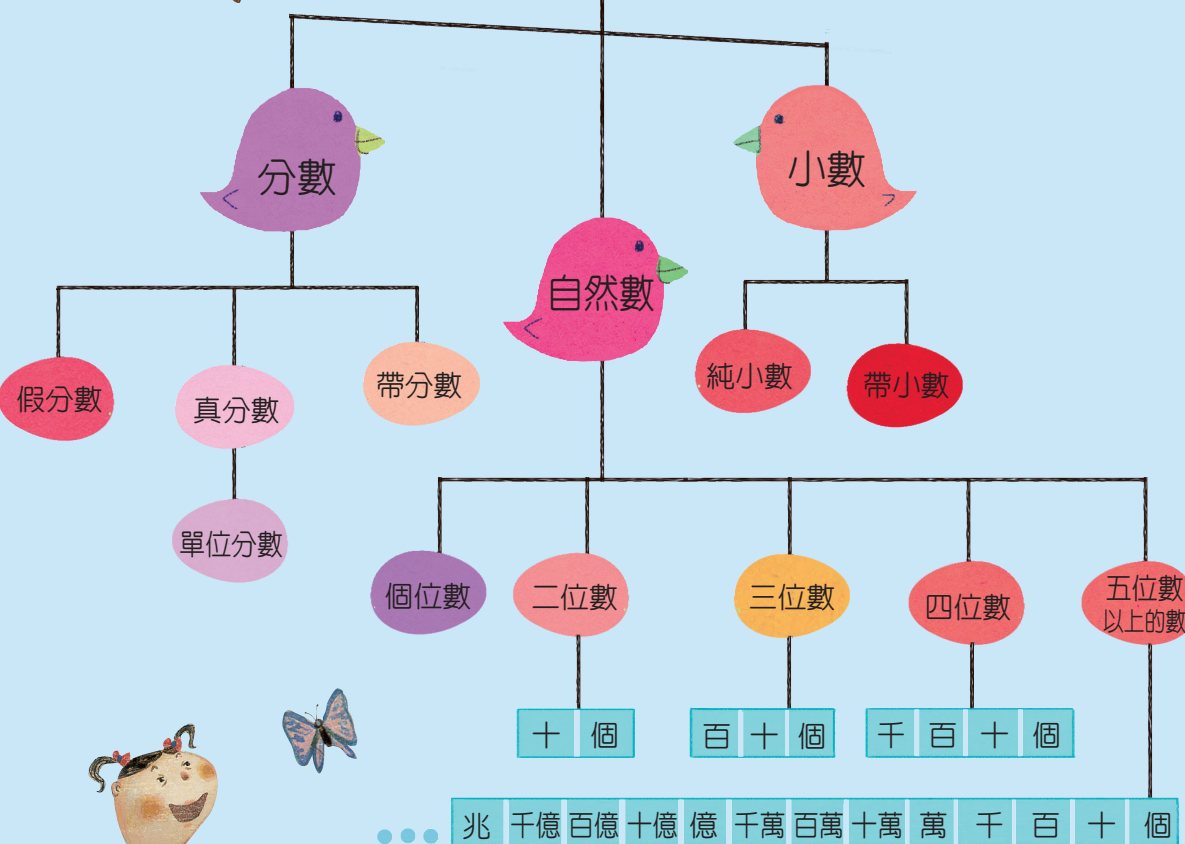 分數
小數
自然數
假分數
真分數
帶分數
純小數
帶小數
單位分數
個位數
二位數
三位數
四位數
五位數
以上的數
十 個
百 十 個
千 百 十 個
兆 千億 百億 十億 億 千萬 百萬 十萬 萬 千 百 十 個